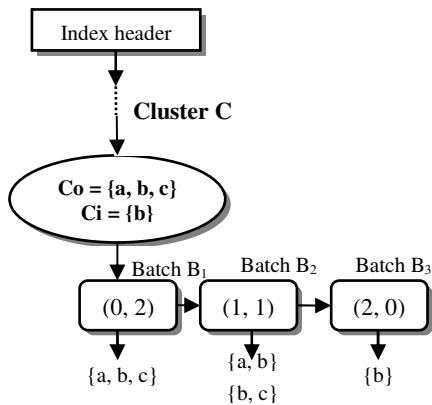 Index header
Cluster C
Co = {a, b, c}
Ci = {b}
Batch B1 Batch B2 Batch B3
(0, 2) (1, 1) (2, 0)
{a, b, c} {a, b} {b}
{b, c}